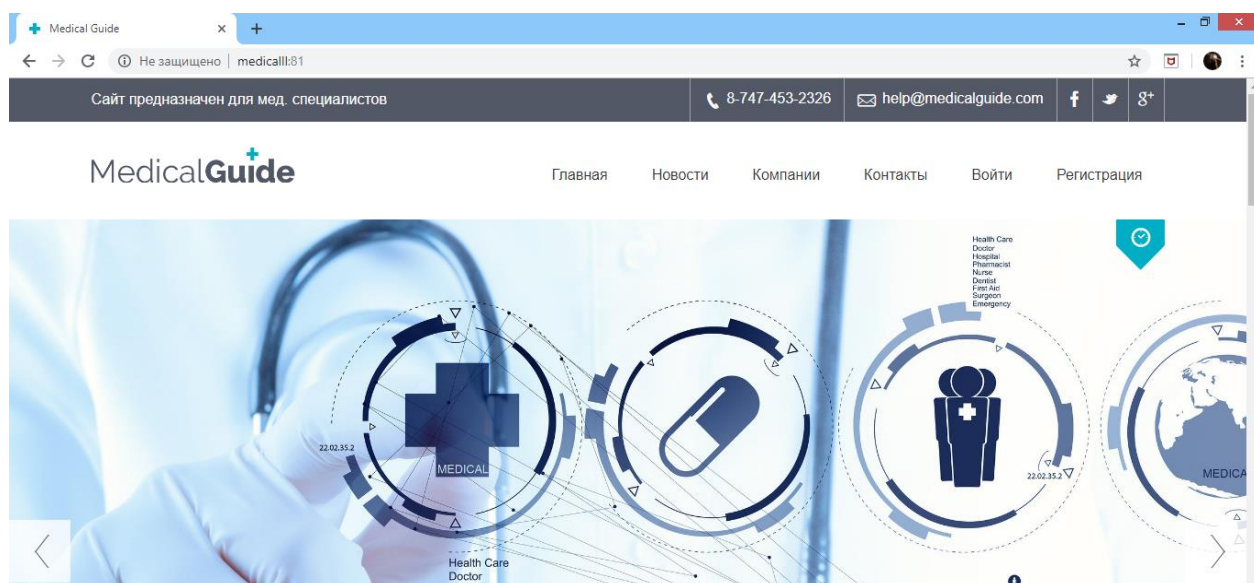 Medical Guide
Не защищено | medicalll:81
Сайт предназначен для мед. специалистов
8-747-453-2326
help@medicalguide.com
MedicalGuide
Главная Новости Компании Контакты Войти Регистрация
Health Care
Doctor
Hospital
Pharmacist
Nurse
Dentist
First Aid
Surgeon
Emergency
22.02.35.2
MEDICAL
22.02.35.2
MEDICA
Health Care
Doctor